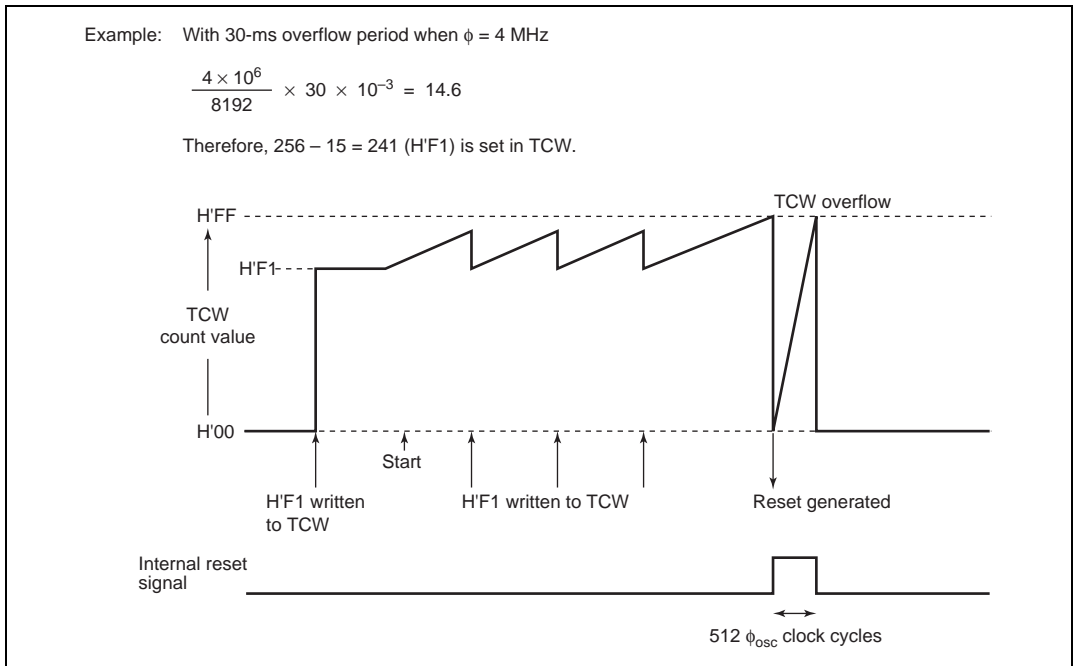 Example: With 30-ms overflow period when ϕ = 4 MHz
4 × 10⁶
8192
× 30 × 10⁻³ = 14.6
Therefore, 256 – 15 = 241 (H'F1) is set in TCW.
TCW overflow
H'FF
H'F1
TCW
count value
H'00
Start
H'F1 written
to TCW
H'F1 written to TCW
Reset generated
Internal reset
signal
512 ϕosc clock cycles